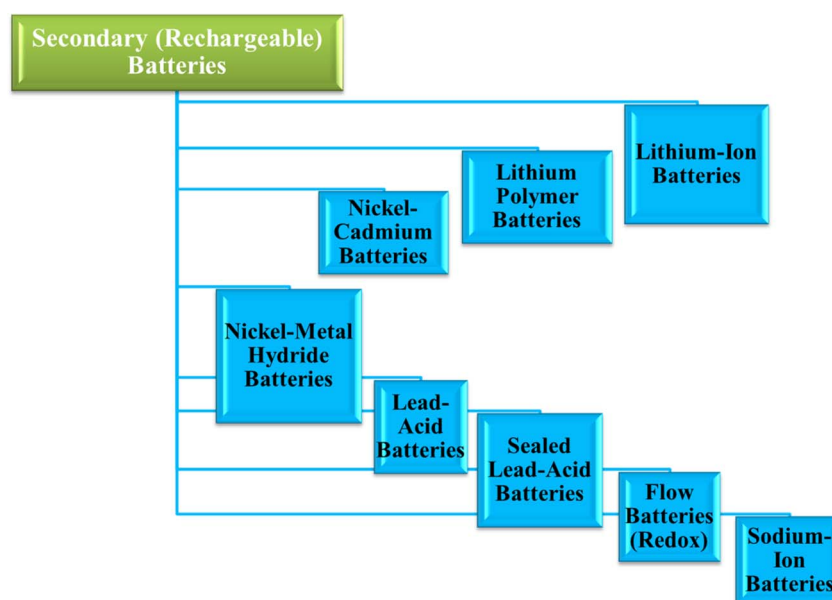 Secondary (Rechargeable)
Batteries
Lithium-Ion
Batteries
Lithium
Polymer
Batteries
Nickel-
Cadmium
Batteries
Nickel-Metal
Hydride
Batteries
Lead-
Acid
Batteries
Sealed
Lead-Acid
Batteries
Flow
Batteries
(Redox)
Sodium-
Ion
Batteries